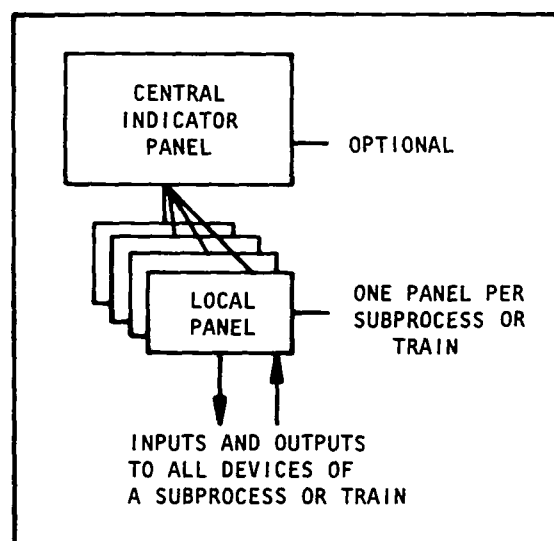 CENTRAL
INDICATOR
PANEL
OPTIONAL
LOCAL
PANEL
ONE PANEL PER
SUBPROCESS OR
TRAIN
INPUTS AND OUTPUTS
TO ALL DEVICES OF
A SUBPROCESS OR TRAIN